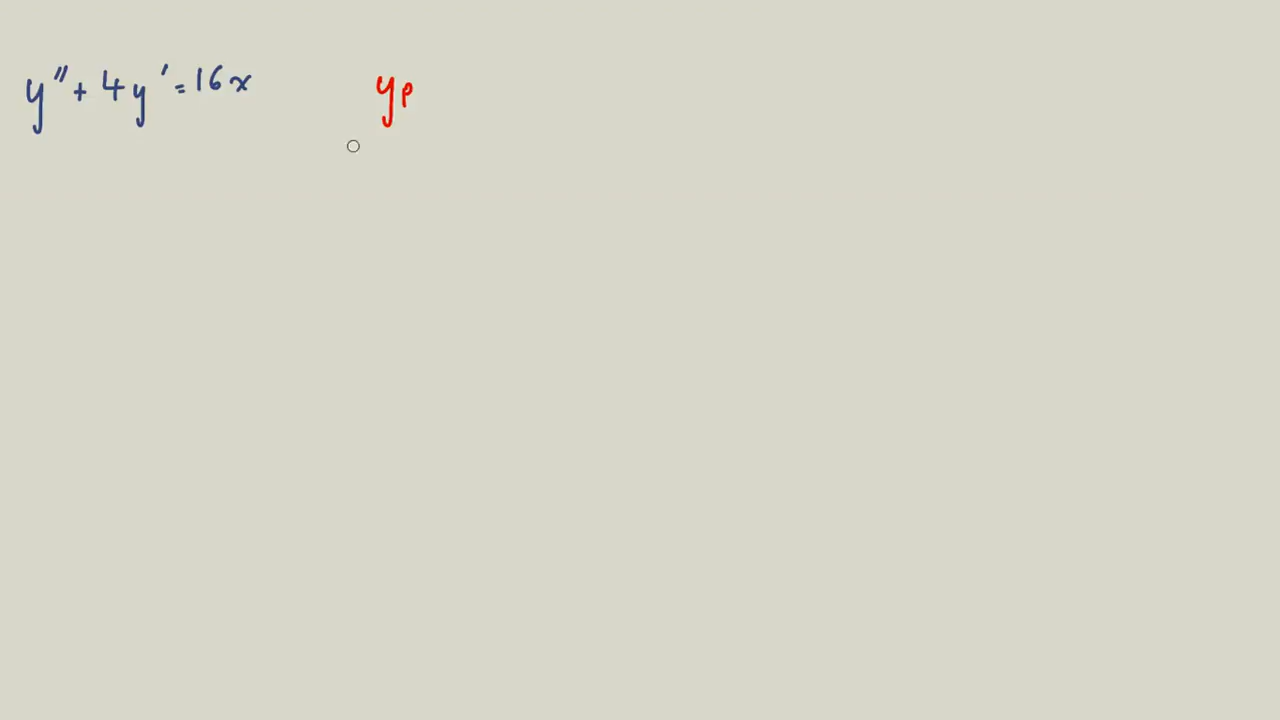 y'' + 4y' = 16x yp